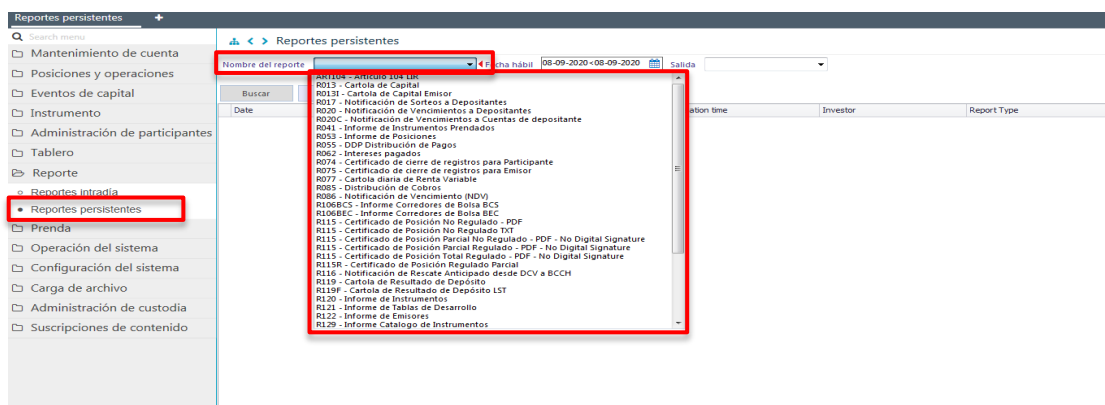 Reportes persistentes +
Search menu
Mantenimiento de cuenta
Posiciones y operaciones
Eventos de capital
Instrumento
Administración de participantes
Tablero
Reporte
Reportes intradía
Reportes persistentes
Prenda
Operación del sistema
Configuración del sistema
Carga de archivo
Administración de custodia
Suscripciones de contenido
< > Reportes persistentes
Nombre del reporte Fecha hábil 08-09-2020<08-09-2020 Salida
Buscar
Date ation time Investor Report Type
ART104 - Artículo 104 LIR
R013 - Cartola de Capital
R013I - Cartola de Capital Emisor
R017 - Notificación de Sorteos a Depositantes
R020 - Notificación de Vencimientos a Depositantes
R020C - Notificación de Vencimientos a Cuentas de depositante
R041 - Informe de Instrumentos Prendados
R053 - Informe de Posiciones
R055 - DDP Distribución de Pagos
R062 - Intereses pagados
R074 - Certificado de cierre de registros para Participante
R075 - Certificado de cierre de registros para Emisor
R077 - Cartola diaria de Renta Variable
R085 - Distribución de Cobros
R086 - Notificación de Vencimiento (NDV)
R106BCS - Informe Corredores de Bolsa BCS
R106BEC - Informe Corredores de Bolsa BEC
R115 - Certificado de Posición No Regulado - PDF
R115 - Certificado de Posición No Regulado TXT
R115 - Certificado de Posición Parcial No Regulado - PDF - No Digital Signature
R115 - Certificado de Posición Parcial Regulado - PDF - No Digital Signature
R115 - Certificado de Posición Total Regulado - PDF - No Digital Signature
R115R - Certificado de Posición Regulado Parcial
R116 - Notificación de Rescate Anticipado desde DCV a BCCH
R119 - Cartola de Resultado de Depósito
R119F - Cartola de Resultado de Depósito LST
R120 - Informe de Instrumentos
R121 - Informe de Tablas de Desarrollo
R122 - Informe de Emisores
R129 - Informe Catalogo de Instrumentos